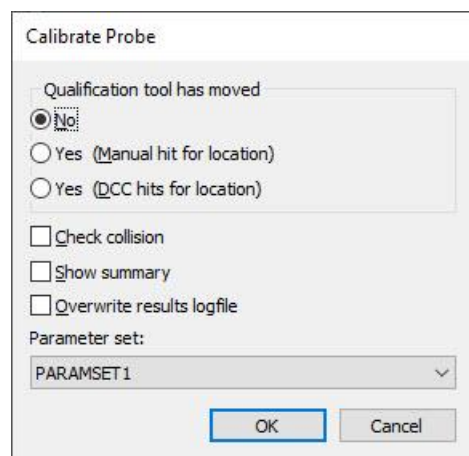 Calibrate Probe
Qualification tool has moved
No
Yes (Manual hit for location)
Yes (DCC hits for location)
Check collision
Show summary
Overwrite results logfile
Parameter set:
PARAMSET1
OK Cancel